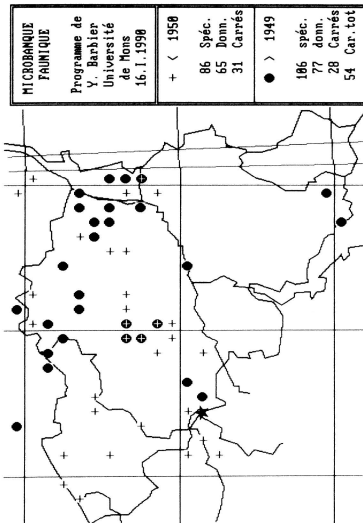 MICROBANQUE
FAUNIQUE
Programme de
Y. Barbier
Université
de Mons
16.I.1990
+ < 1950
86 Spéc.
65 Donn.
31 Carrés
● > 1949
106 spéc.
77 donn.
28 Carrés
54 Car.tot